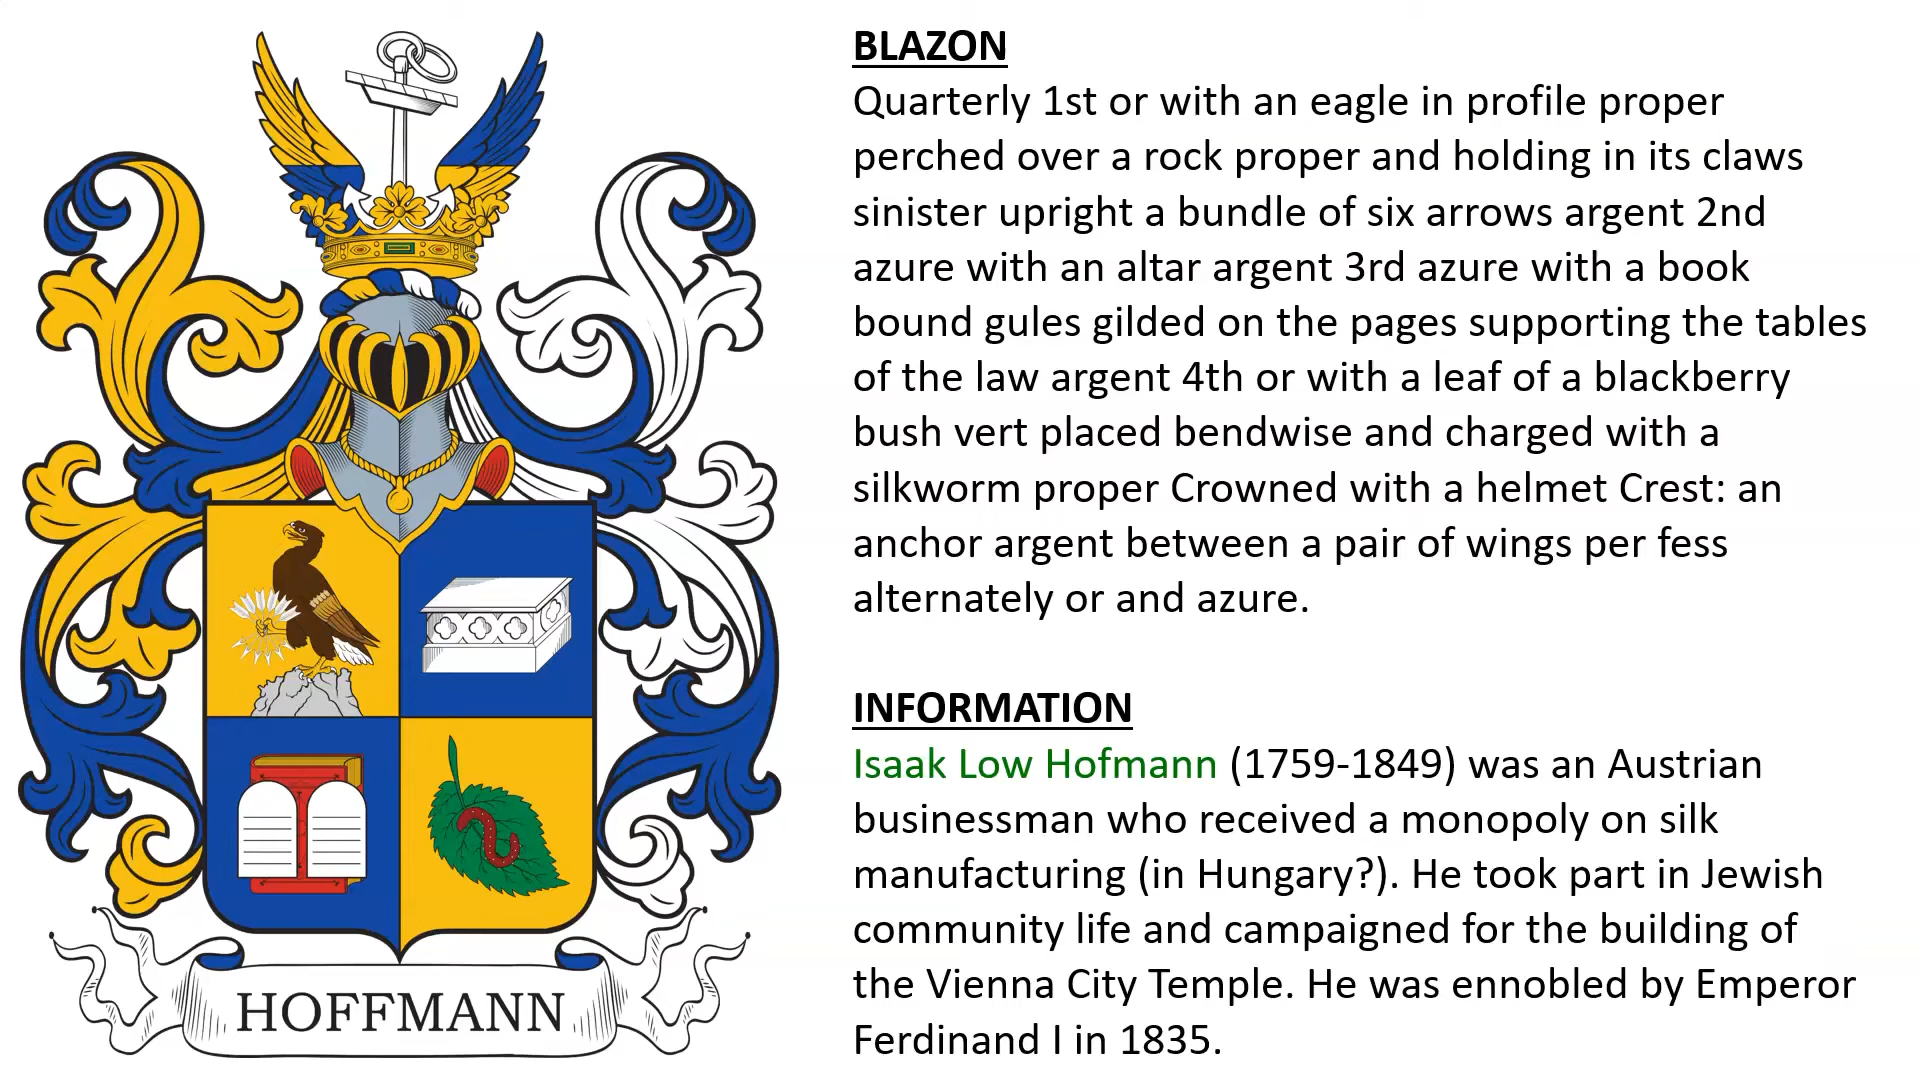 HOFFMANN
BLAZON
Quarterly 1st or with an eagle in profile proper
perched over a rock proper and holding in its claws
sinister upright a bundle of six arrows argent 2nd
azure with an altar argent 3rd azure with a book
bound gules gilded on the pages supporting the tables
of the law argent 4th or with a leaf of a blackberry
bush vert placed bendwise and charged with a
silkworm proper Crowned with a helmet Crest: an
anchor argent between a pair of wings per fess
alternately or and azure.
INFORMATION
Isaak Low Hofmann (1759-1849) was an Austrian
businessman who received a monopoly on silk
manufacturing (in Hungary?). He took part in Jewish
community life and campaigned for the building of
the Vienna City Temple. He was ennobled by Emperor
Ferdinand I in 1835.